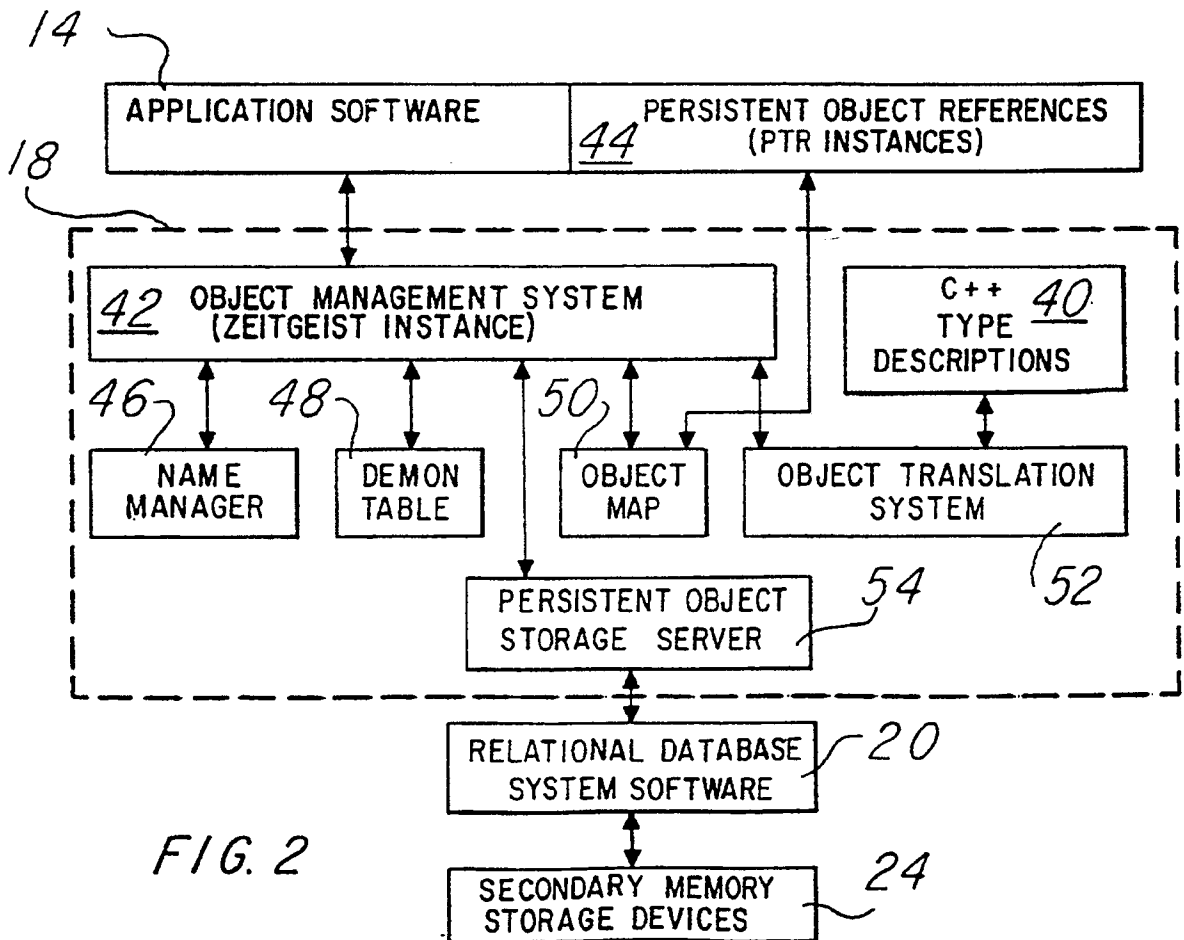 14
APPLICATION SOFTWARE
PERSISTENT OBJECT REFERENCES
44 (PTR INSTANCES)
18
42 OBJECT MANAGEMENT SYSTEM
(ZEITGEIST INSTANCE)
C++
TYPE 40
DESCRIPTIONS
46
48
50
NAME
MANAGER
DEMON
TABLE
OBJECT
MAP
OBJECT TRANSLATION
SYSTEM
52
PERSISTENT OBJECT
STORAGE SERVER
54
RELATIONAL DATABASE
SYSTEM SOFTWARE
20
FIG. 2
SECONDARY MEMORY
STORAGE DEVICES
24